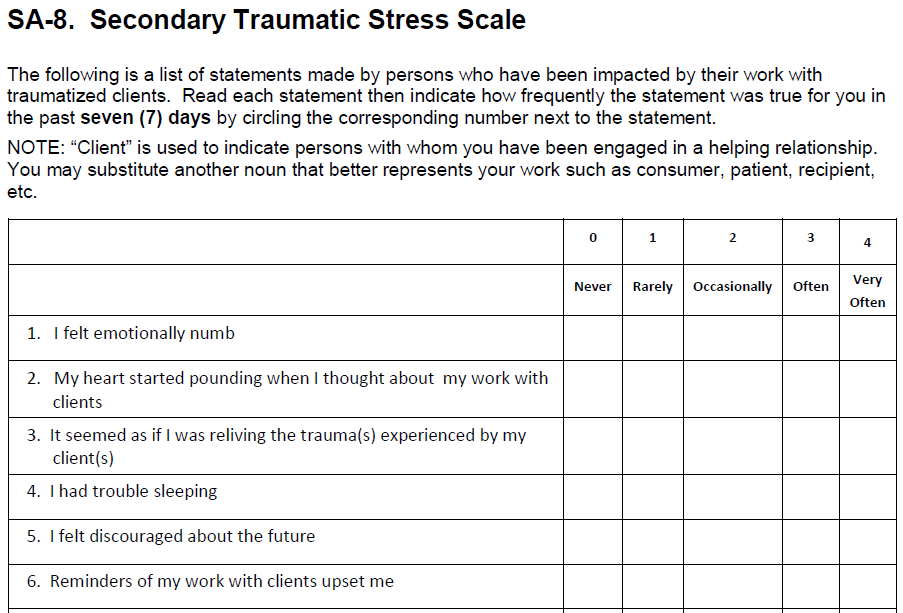 SA-8.  Secondary Traumatic Stress Scale
The following is a list of statements made by persons who have been impacted by their work with
traumatized clients.  Read each statement then indicate how frequently the statement was true for you in
the past seven (7) days by circling the corresponding number next to the statement.
NOTE: “Client” is used to indicate persons with whom you have been engaged in a helping relationship.
You may substitute another noun that better represents your work such as consumer, patient, recipient,
etc.
0 1 2 3 4
Never Rarely Occasionally Often Very
Often
1.  I felt emotionally numb
2.  My heart started pounding when I thought about  my work with
clients
3.  It seemed as if I was reliving the trauma(s) experienced by my
client(s)
4.  I had trouble sleeping
5.  I felt discouraged about the future
6.  Reminders of my work with clients upset me